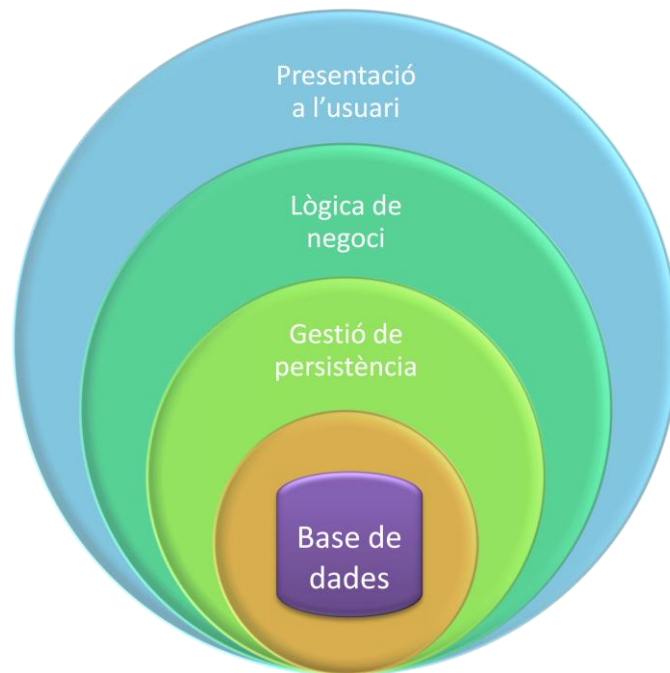 Presentació
a l’usuari
Lògica de
negoci
Gestió de
persistència
Base de
dades